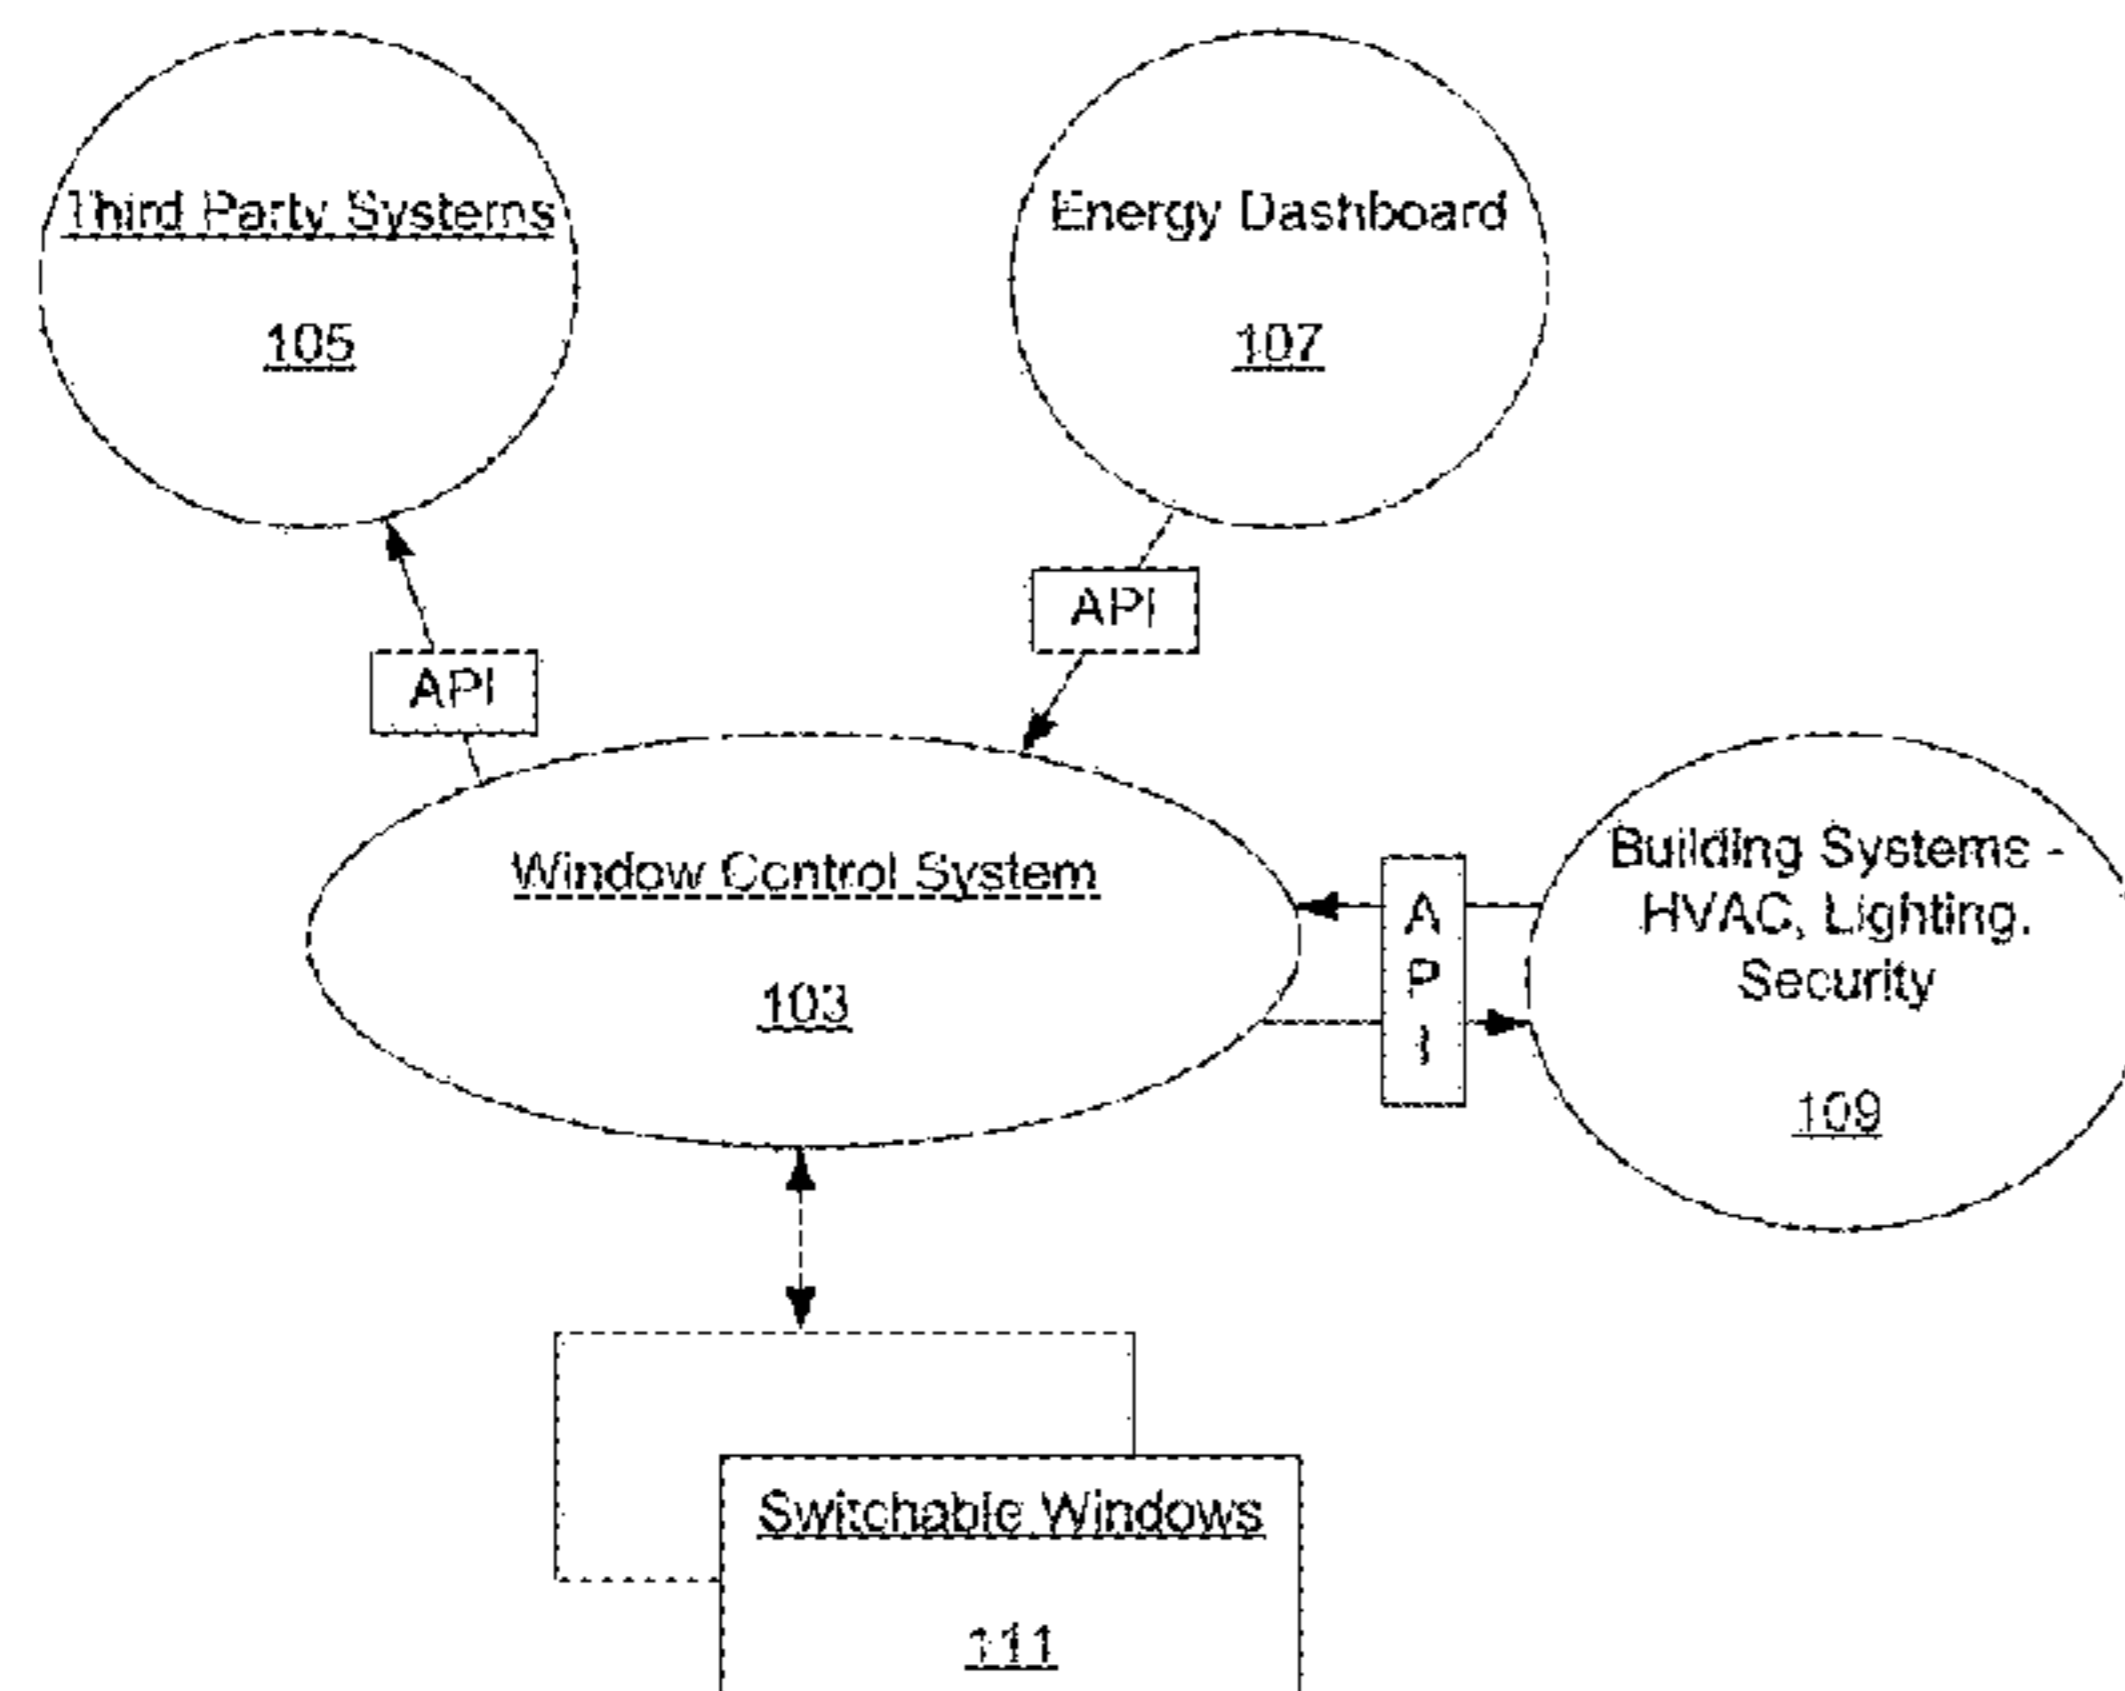 Third Party Systems
105
Energy Dashboard
107
API
API
Window Control System
103
A
P
I
Building Systems -
HVAC, Lighting,
Security
109
Switchable Windows
111